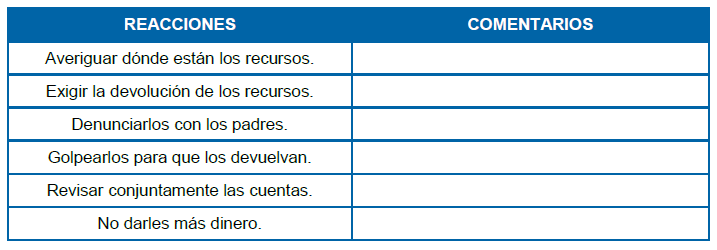 REACCIONES COMENTARIOS
Averiguar dónde están los recursos.
Exigir la devolución de los recursos.
Denunciarlos con los padres.
Golpearlos para que los devuelvan.
Revisar conjuntamente las cuentas.
No darles más dinero.